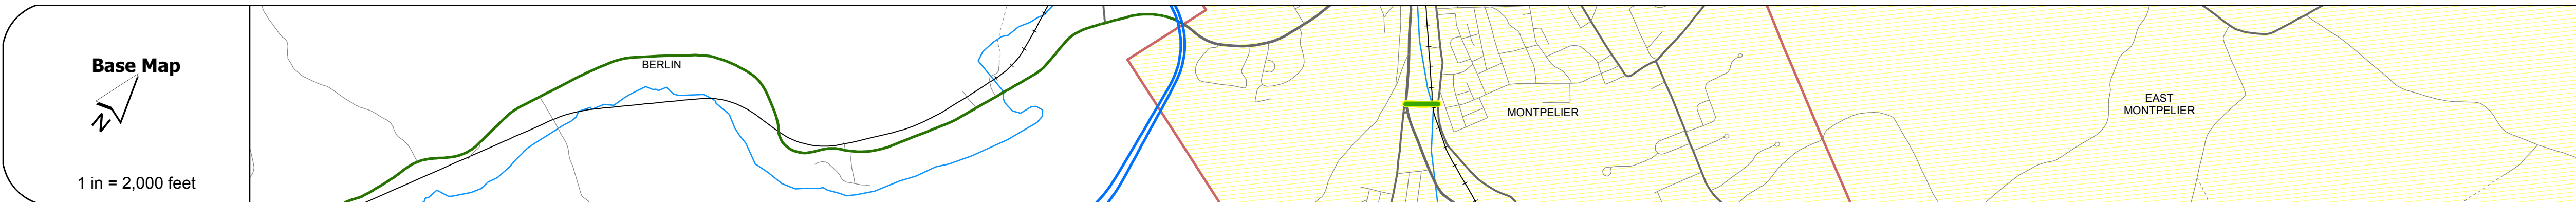 Base Map
N
1 in = 2,000 feet
BERLIN
MONTPELIER
EAST
MONTPELIER